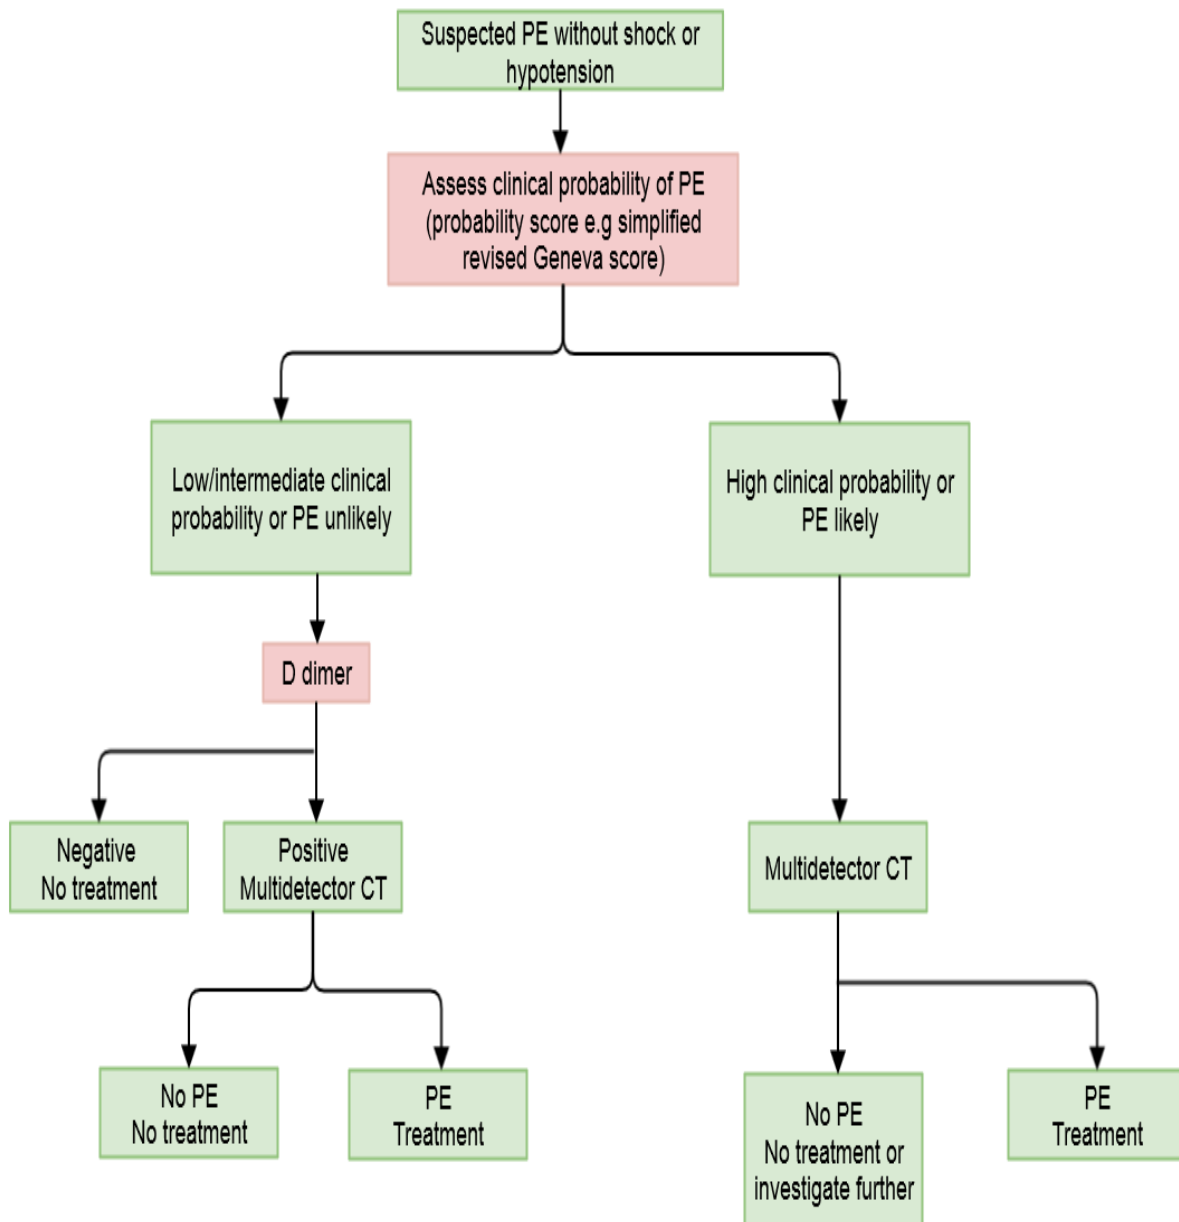 Suspected PE without shock or
hypotension
Assess clinical probability of PE
(probability score e.g simplified
revised Geneva score)
Low/intermediate clinical
probability or PE unlikely
High clinical probability or
PE likely
D dimer
Negative
No treatment
Positive
Multidetector CT
Multidetector CT
No PE
No treatment
PE
Treatment
No PE
No treatment or
investigate further
PE
Treatment